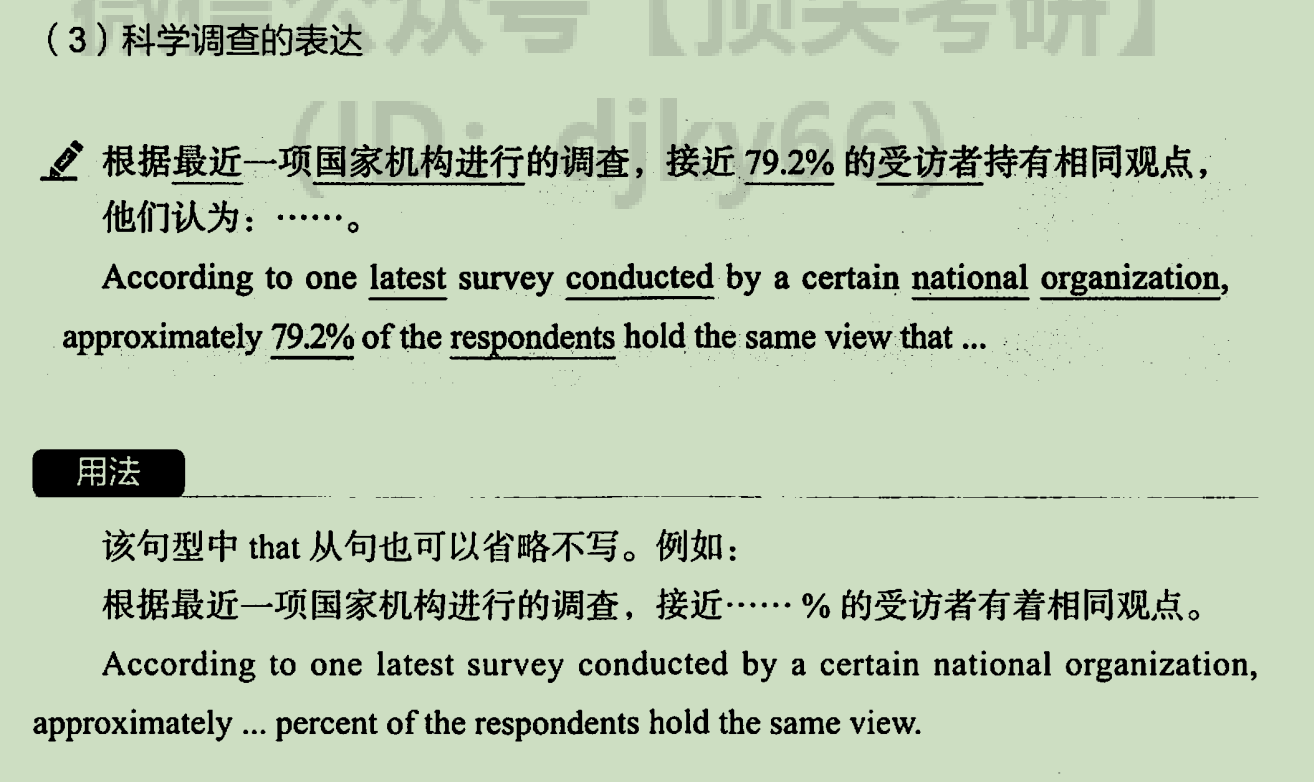 微信公众号【顶尖考研】
（3）科学调查的表达
(ID：djky66)
根据最近一项国家机构进行的调查，接近 79.2% 的受访者持有相同观点，
他们认为：……。
According to one latest survey conducted by a certain national organization,
approximately 79.2% of the respondents hold the same view that ...
用法
该句型中 that 从句也可以省略不写。例如：
根据最近一项国家机构进行的调查，接近…… % 的受访者有着相同观点。
According to one latest survey conducted by a certain national organization,
approximately ... percent of the respondents hold the same view.